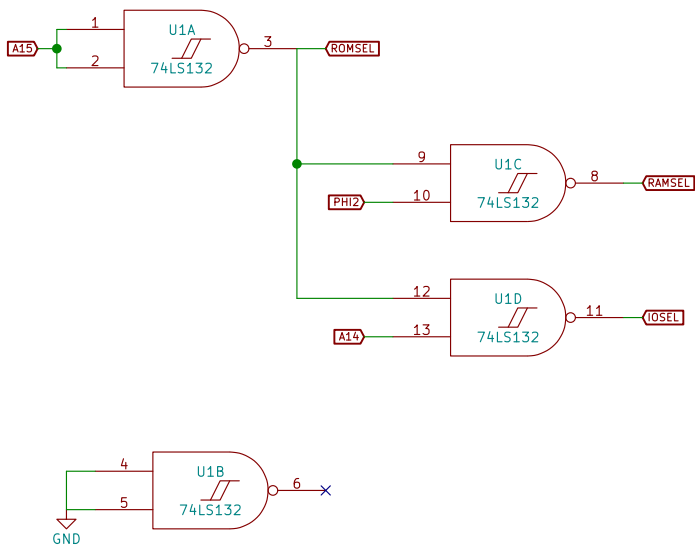 U1A
1
A15
3
ROMSEL
2
74LS132
9
U1C
8
RAMSEL
PHI2
10
74LS132
12
U1D
11
IOSEL
A14
13
74LS132
4
U1B
6
5
74LS132
GND